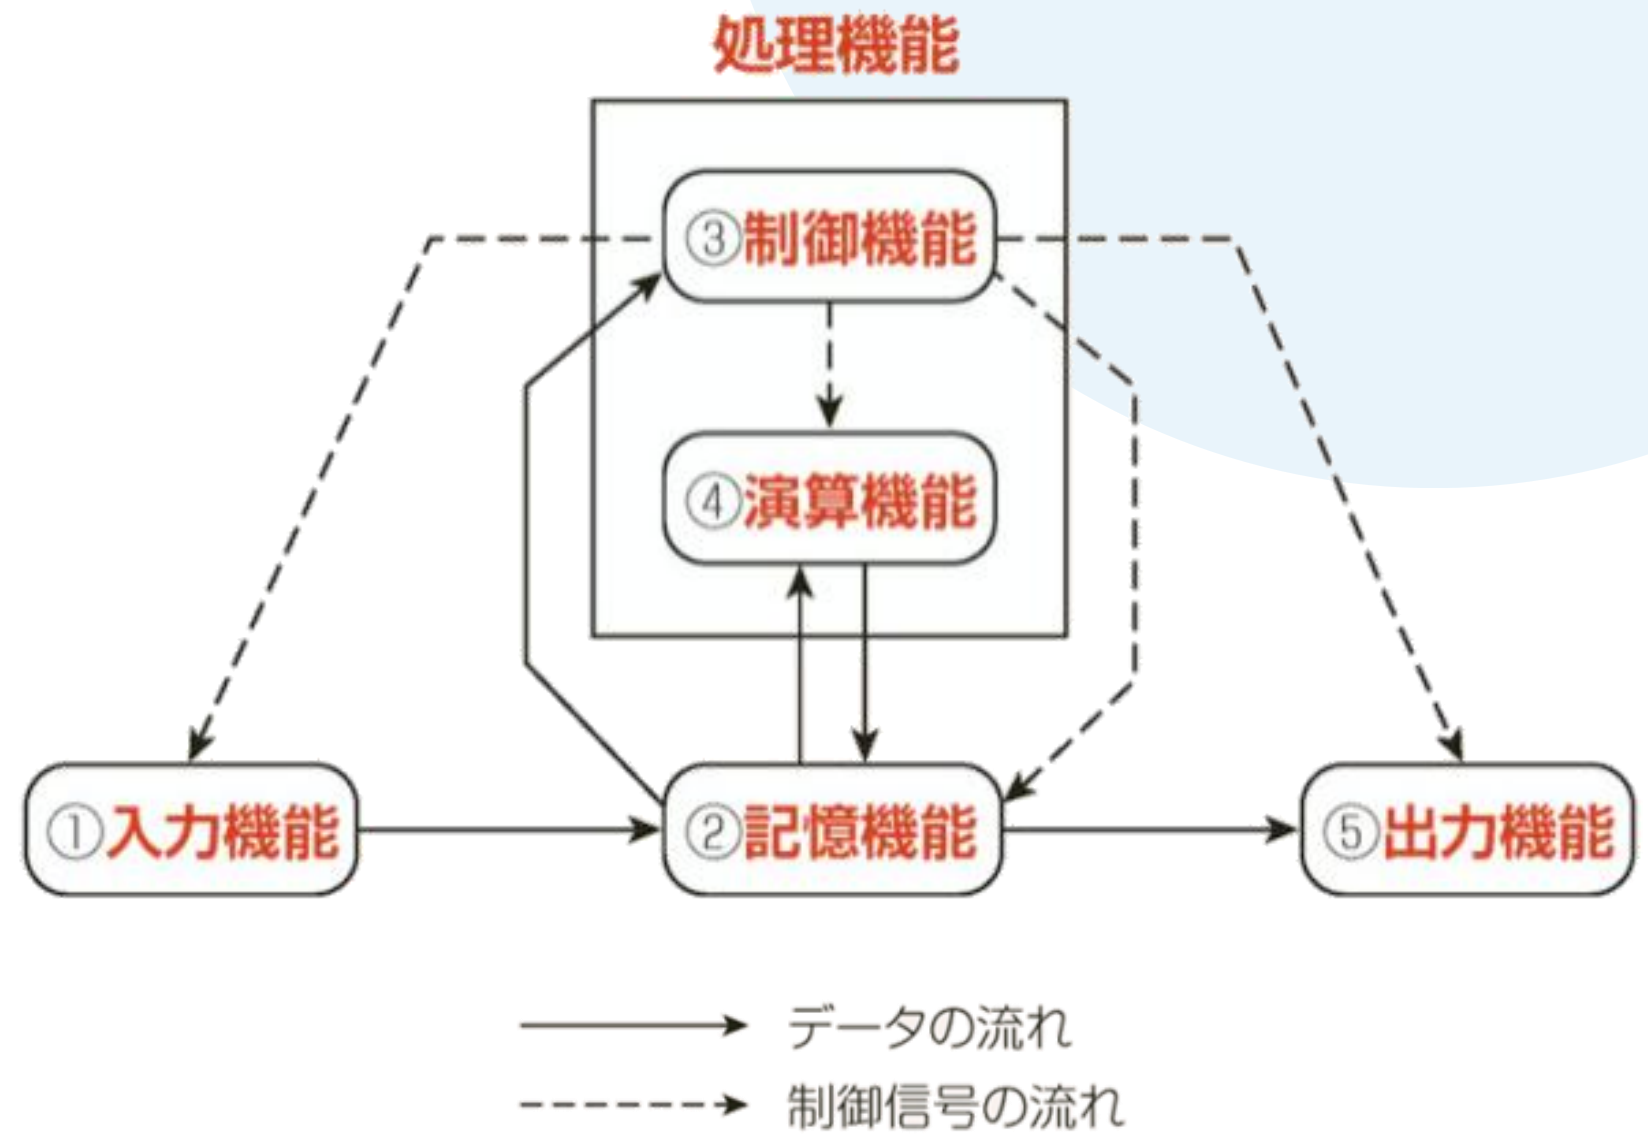 処理機能
③制御機能
④演算機能
①入力機能
②記憶機能
⑤出力機能
データの流れ
制御信号の流れ